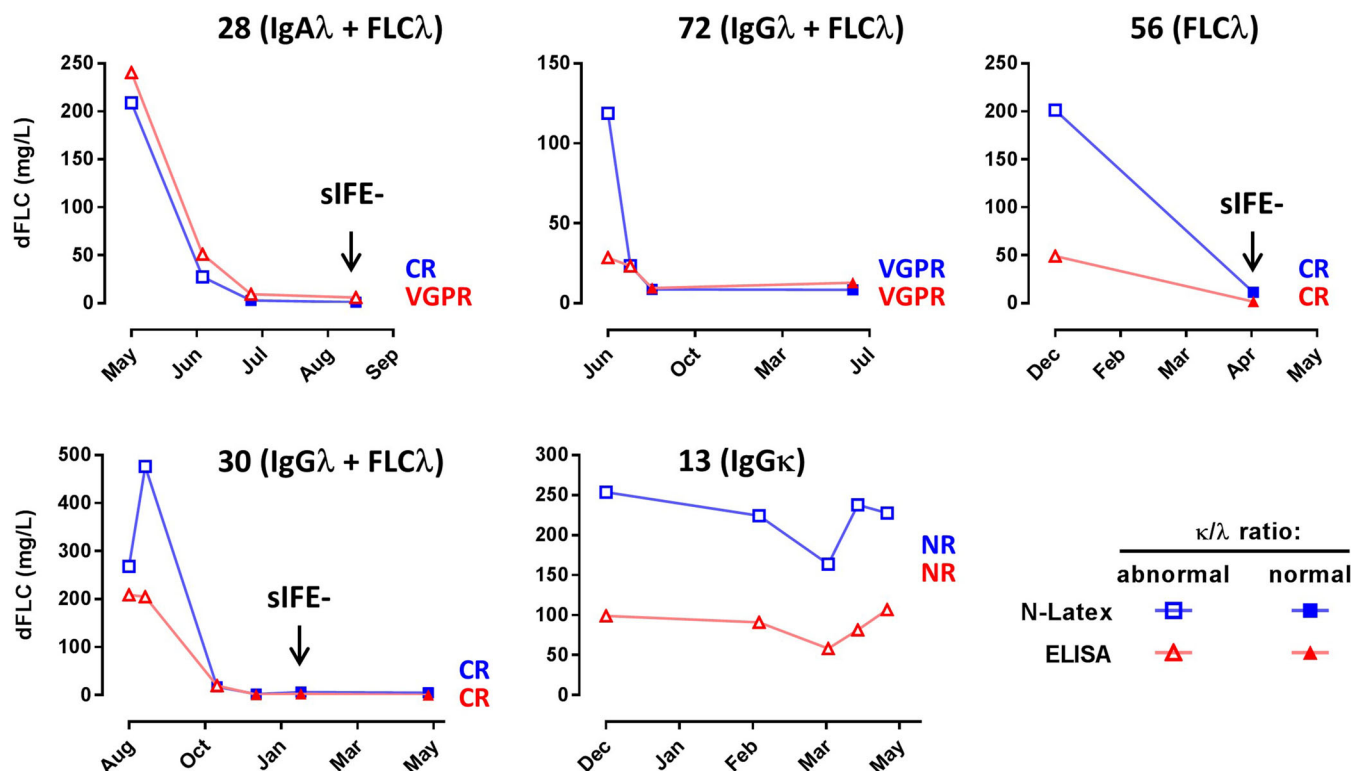 28 (IgAλ + FLCλ)
dFLC (mg/L)
250
200
150
100
50
0
sIFE-
CR
VGPR
May
Jun
Jul
Aug
Sep
72 (IgGλ + FLCλ)
150
100
50
0
VGPR
VGPR
Jun
Oct
Mar
Jul
56 (FLCλ)
250
200
150
100
50
0
sIFE-
CR
CR
Dec
Feb
Mar
Apr
May
30 (IgGλ + FLCλ)
dFLC (mg/L)
500
400
300
200
100
0
sIFE-
CR
CR
Aug
Oct
Jan
Mar
May
13 (IgGκ)
300
250
200
150
100
50
0
NR
NR
Dec
Jan
Feb
Mar
May
κ/λ ratio:
abnormal normal
N-Latex
ELISA